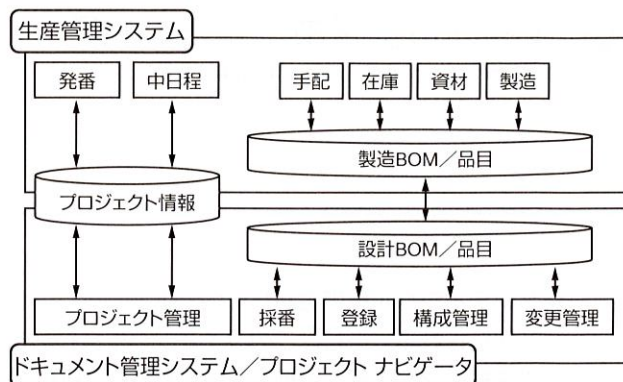 生産管理システム
発番
中日程
手配
在庫
資材
製造
製造BOM/品目
プロジェクト情報
設計BOM/品目
プロジェクト管理
採番
登録
構成管理
変更管理
ドキュメント管理システム/プロジェクト ナビゲータ